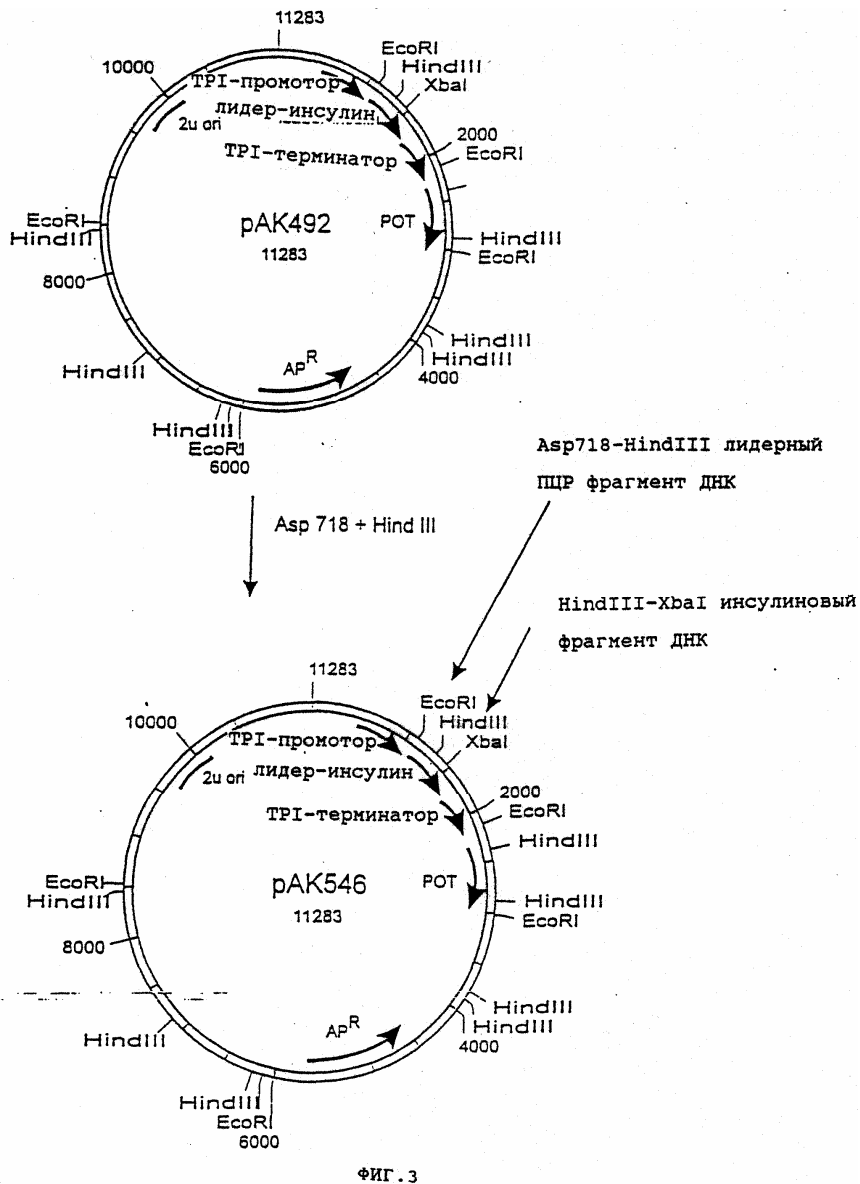 11283
10000
EcoRI
HindIII
XbaI
TPI-промотор
лидер-инсулин
2u ori
TPI-терминатор
2000
EcoRI
EcoRI
HindIII
pAK492
11283
POT
HindIII
EcoRI
8000
HindIII
HindIII
HindIII
4000
AP R
HindIII
EcoRI
6000
Asp718-HindIII лидерный
ПЦР фрагмент ДНК
Asp 718 + Hind III
HindIII-XbaI инсулиновый
фрагмент ДНК
11283
10000
EcoRI
HindIII
XbaI
TPI-промотор
2u ori
лидер-инсулин
TPI-терминатор
2000
EcoRI
HindIII
EcoRI
HindIII
pAK546
11283
POT
HindIII
EcoRI
8000
HindIII
HindIII
HindIII
4000
AP R
HindIII
EcoRI
6000
ФИГ.3